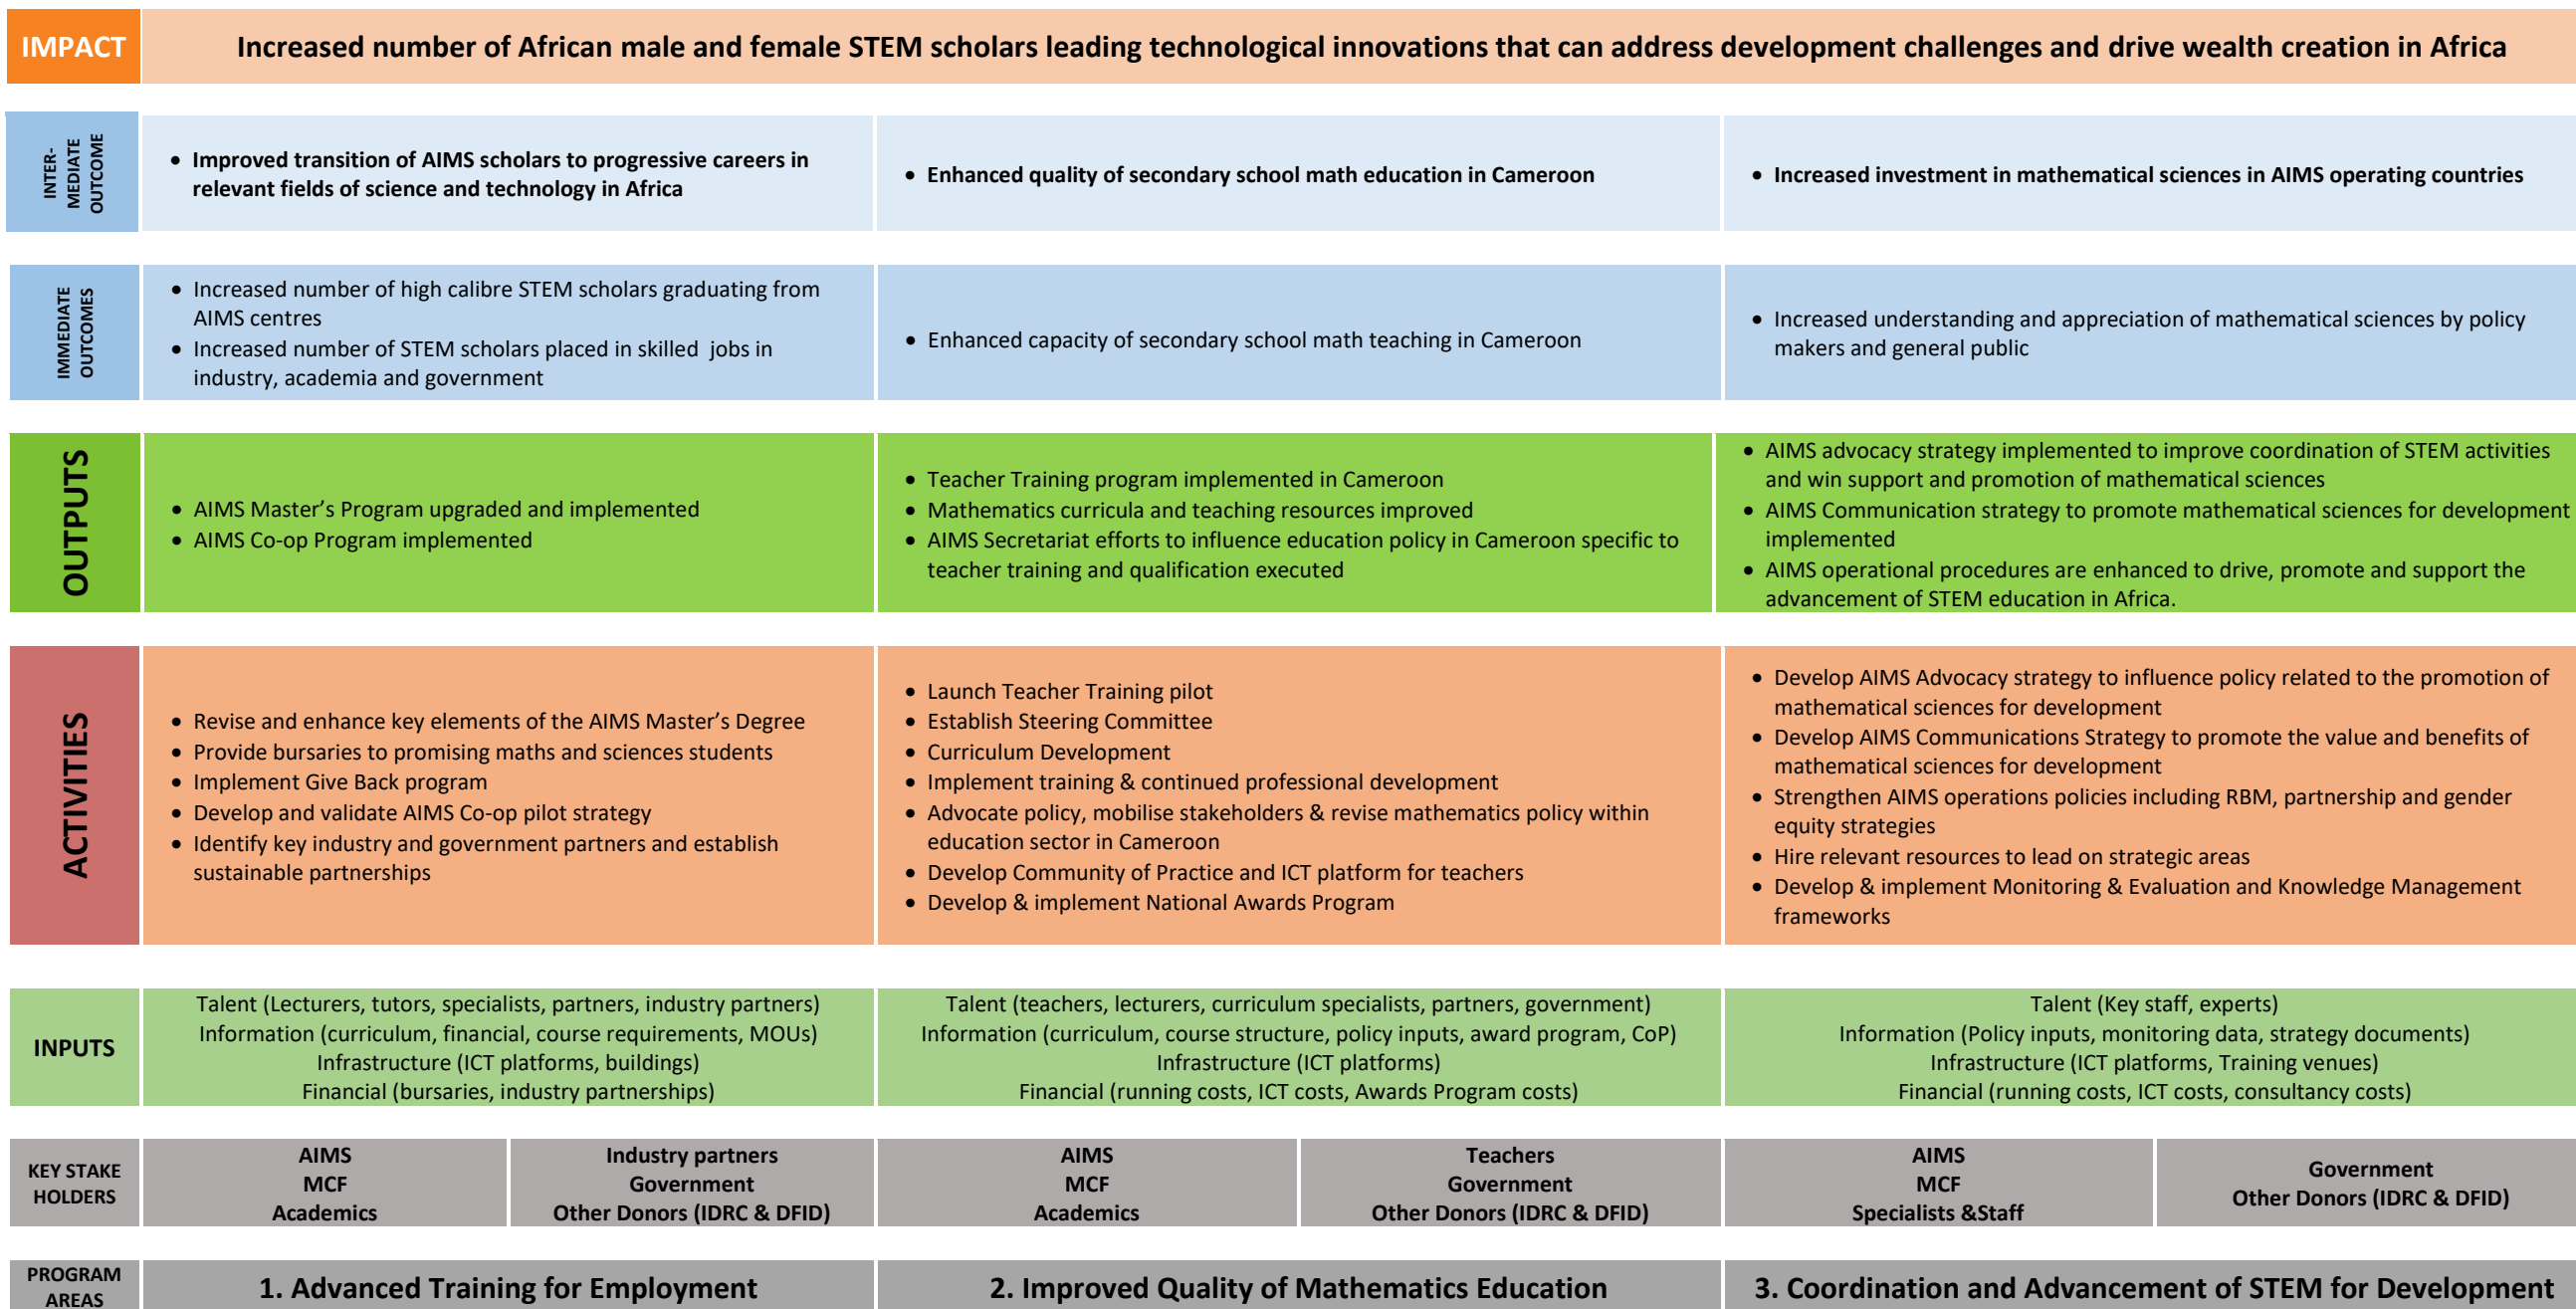 IMPACT
Increased number of African male and female STEM scholars leading technological innovations that can address development challenges and drive wealth creation in Africa
INTER-
MEDIATE
OUTCOME
• Improved transition of AIMS scholars to progressive careers in
relevant fields of science and technology in Africa
• Enhanced quality of secondary school math education in Cameroon
• Increased investment in mathematical sciences in AIMS operating countries
IMMEDIATE
OUTCOMES
• Increased number of high calibre STEM scholars graduating from
AIMS centres
• Increased number of STEM scholars placed in skilled jobs in
industry, academia and government
• Enhanced capacity of secondary school math teaching in Cameroon
• Increased understanding and appreciation of mathematical sciences by policy
makers and general public
OUTPUTS
• AIMS Master’s Program upgraded and implemented
• AIMS Co-op Program implemented
• Teacher Training program implemented in Cameroon
• Mathematics curricula and teaching resources improved
• AIMS Secretariat efforts to influence education policy in Cameroon specific to
teacher training and qualification executed
• AIMS advocacy strategy implemented to improve coordination of STEM activities
and win support and promotion of mathematical sciences
• AIMS Communication strategy to promote mathematical sciences for development
implemented
• AIMS operational procedures are enhanced to drive, promote and support the
advancement of STEM education in Africa.
ACTIVITIES
• Revise and enhance key elements of the AIMS Master’s Degree
• Provide bursaries to promising maths and sciences students
• Implement Give Back program
• Develop and validate AIMS Co-op pilot strategy
• Identify key industry and government partners and establish
sustainable partnerships
• Launch Teacher Training pilot
• Establish Steering Committee
• Curriculum Development
• Implement training & continued professional development
• Advocate policy, mobilise stakeholders & revise mathematics policy within
education sector in Cameroon
• Develop Community of Practice and ICT platform for teachers
• Develop & implement National Awards Program
• Develop AIMS Advocacy strategy to influence policy related to the promotion of
mathematical sciences for development
• Develop AIMS Communications Strategy to promote the value and benefits of
mathematical sciences for development
• Strengthen AIMS operations policies including RBM, partnership and gender
equity strategies
• Hire relevant resources to lead on strategic areas
• Develop & implement Monitoring & Evaluation and Knowledge Management
frameworks
INPUTS
Talent (Lecturers, tutors, specialists, partners, industry partners)
Information (curriculum, financial, course requirements, MOUs)
Infrastructure (ICT platforms, buildings)
Financial (bursaries, industry partnerships)
Talent (teachers, lecturers, curriculum specialists, partners, government)
Information (curriculum, course structure, policy inputs, award program, CoP)
Infrastructure (ICT platforms)
Financial (running costs, ICT costs, Awards Program costs)
Talent (Key staff, experts)
Information (Policy inputs, monitoring data, strategy documents)
Infrastructure (ICT platforms, Training venues)
Financial (running costs, ICT costs, consultancy costs)
KEY STAKE
HOLDERS
AIMS
MCF
Academics
Industry partners
Government
Other Donors (IDRC & DFID)
AIMS
MCF
Academics
Teachers
Government
Other Donors (IDRC & DFID)
AIMS
MCF
Specialists &Staff
Government
Other Donors (IDRC & DFID)
PROGRAM
AREAS
1. Advanced Training for Employment
2. Improved Quality of Mathematics Education
3. Coordination and Advancement of STEM for Development